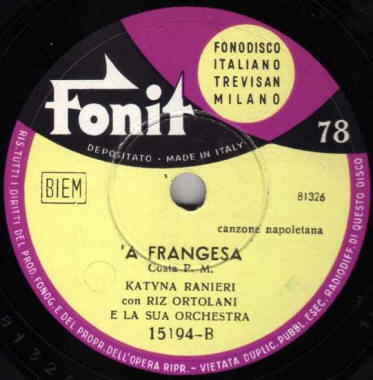 Fonit
FONODISCO
ITALIANO
TREVISAN
MILANO
78
DEPOSITATO · MADE IN ITALY
BIEM
81326
canzone napoletana
'A FRANGESA
Costa P. M.
KATYNA RANIERI
con RIZ ORTOLANI
E LA SUA ORCHESTRA
15194-B
RIS. TUTTI I DIRITTI DEL PROD. FONOG. E DEL PROPR. DELL'OPERA RIPR. - VIETATA DUPLIC. PUBBL. ESEC. RADIODIFF. DI QUESTO DISCO